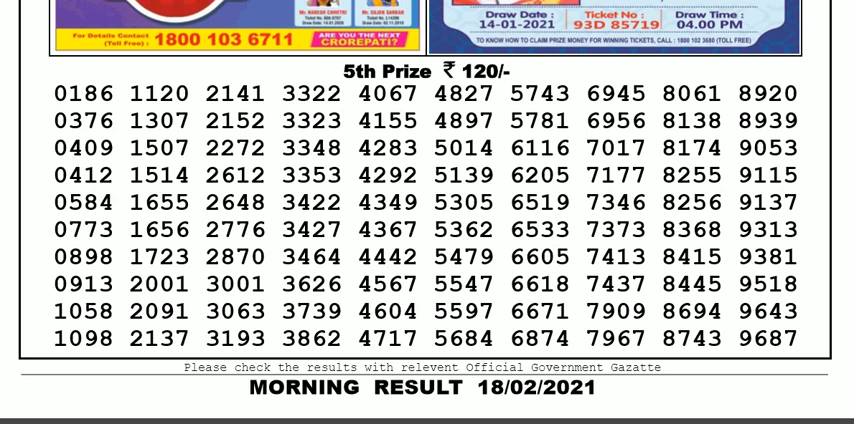 Mr. NARESH CHHETRI
Mr. SUJEN SARKAR
For Details Contact
(Toll Free) : 1800 103 6711
ARE YOU THE NEXT
CROREPATI?
Draw Date : Ticket No : Draw Time :
14-01-2021 93D 85719 04.00 PM
TO KNOW HOW TO CLAIM PRIZE MONEY FOR WINNING TICKETS, CALL : 1800 102 3680 (TOLL FREE)
5th Prize ₹ 120/-
0186 1120 2141 3322 4067 4827 5743 6945 8061 8920
0376 1307 2152 3323 4155 4897 5781 6956 8138 8939
0409 1507 2272 3348 4283 5014 6116 7017 8174 9053
0412 1514 2612 3353 4292 5139 6205 7177 8255 9115
0584 1655 2648 3422 4349 5305 6519 7346 8256 9137
0773 1656 2776 3427 4367 5362 6533 7373 8368 9313
0898 1723 2870 3464 4442 5479 6605 7413 8415 9381
0913 2001 3001 3626 4567 5547 6618 7437 8445 9518
1058 2091 3063 3739 4604 5597 6671 7909 8694 9643
1098 2137 3193 3862 4717 5684 6874 7967 8743 9687
Please check the results with relevent Official Government Gazatte
MORNING RESULT 18/02/2021